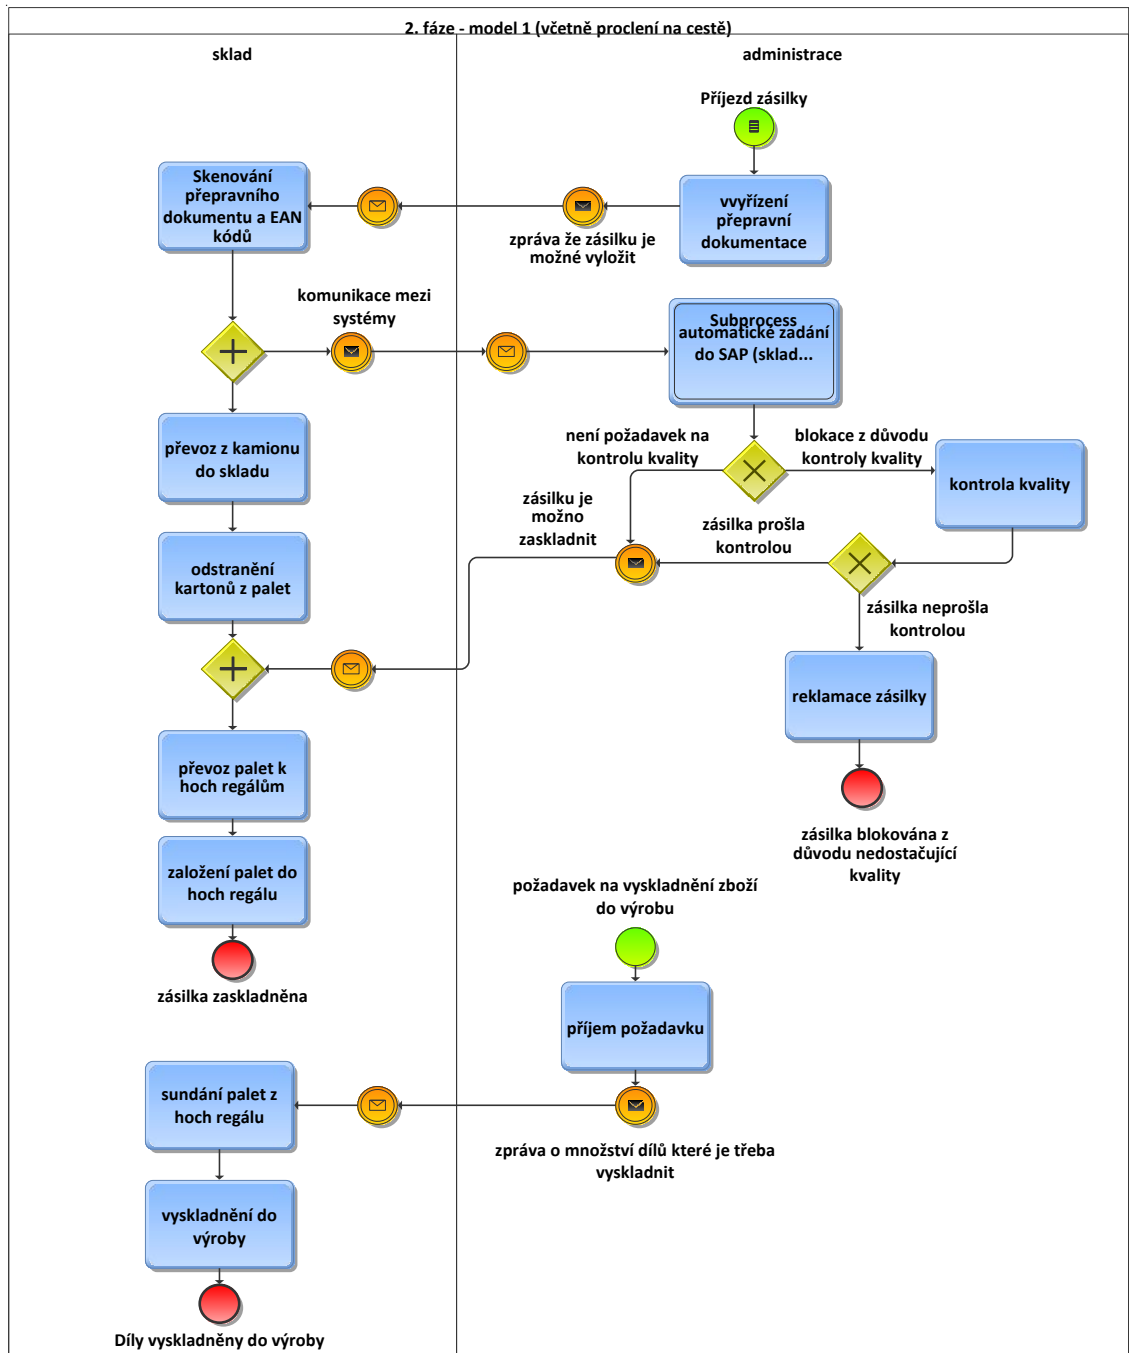 2. fáze - model 1 (včetně proclení na cestě)
sklad
administrace
Příjezd zásilky
Skenování
přepravního
dokumentu a EAN
kódů
vvyřízení
přepravní
dokumentace
zpráva že zásilku je
možné vyložit
komunikace mezi
systémy
Subprocess
automatické zadání
do SAP (sklad...
převoz z kamionu
do skladu
není požadavek na
kontrolu kvality
blokace z důvodu
kontroly kvality
kontrola kvality
zásilku je
možno
zaskladnit
zásilka prošla
kontrolou
odstranění
kartonů z palet
zásilka neprošla
kontrolou
reklamace zásilky
převoz palet k
hoch regálům
zásilka blokována z
důvodu nedostačující
kvality
založení palet do
hoch regálu
požadavek na vyskladnění zboží
do výrobu
zásilka zaskladněna
příjem požadavku
sundání palet z
hoch regálu
zpráva o množství dílů které je třeba
vyskladnit
vyskladnění do
výroby
Díly vyskladněny do výroby